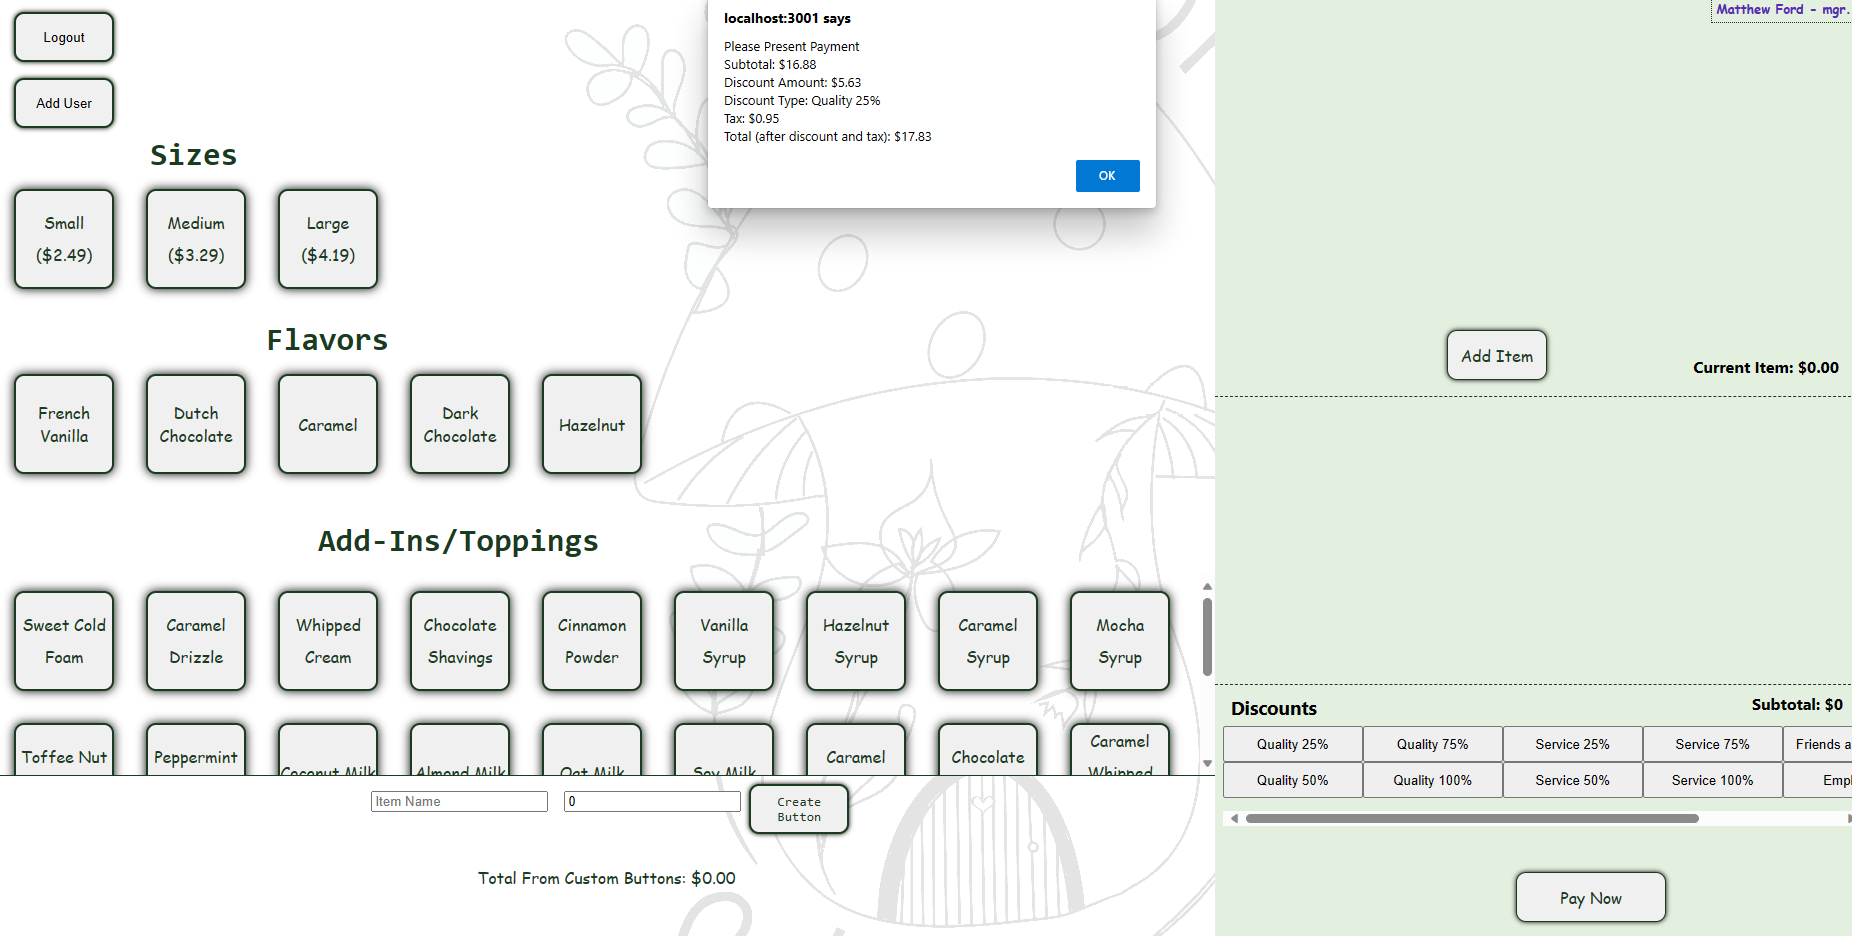 Logout
Add User
localhost:3001 says
Please Present Payment
Subtotal: $16.88
Discount Amount: $5.63
Discount Type: Quality 25%
Tax: $0.95
Total (after discount and tax): $17.83
OK
Matthew Ford - mgr.
Sizes
Small
($2.49)
Medium
($3.29)
Large
($4.19)
Flavors
French
Vanilla
Dutch
Chocolate
Caramel
Dark
Chocolate
Hazelnut
Add Item
Current Item: $0.00
Add-Ins/Toppings
Sweet Cold
Foam
Caramel
Drizzle
Whipped
Cream
Chocolate
Shavings
Cinnamon
Powder
Vanilla
Syrup
Hazelnut
Syrup
Caramel
Syrup
Mocha
Syrup
Toffee Nut
Peppermint
Coconut Milk
Almond Milk
Oat Milk
Soy Milk
Caramel
Chocolate
Caramel
Whipped
Item Name
0
Create
Button
Total From Custom Buttons: $0.00
Discounts
Subtotal: $0
Quality 25%
Quality 75%
Service 25%
Service 75%
Friends a
Quality 50%
Quality 100%
Service 50%
Service 100%
Empl
Pay Now